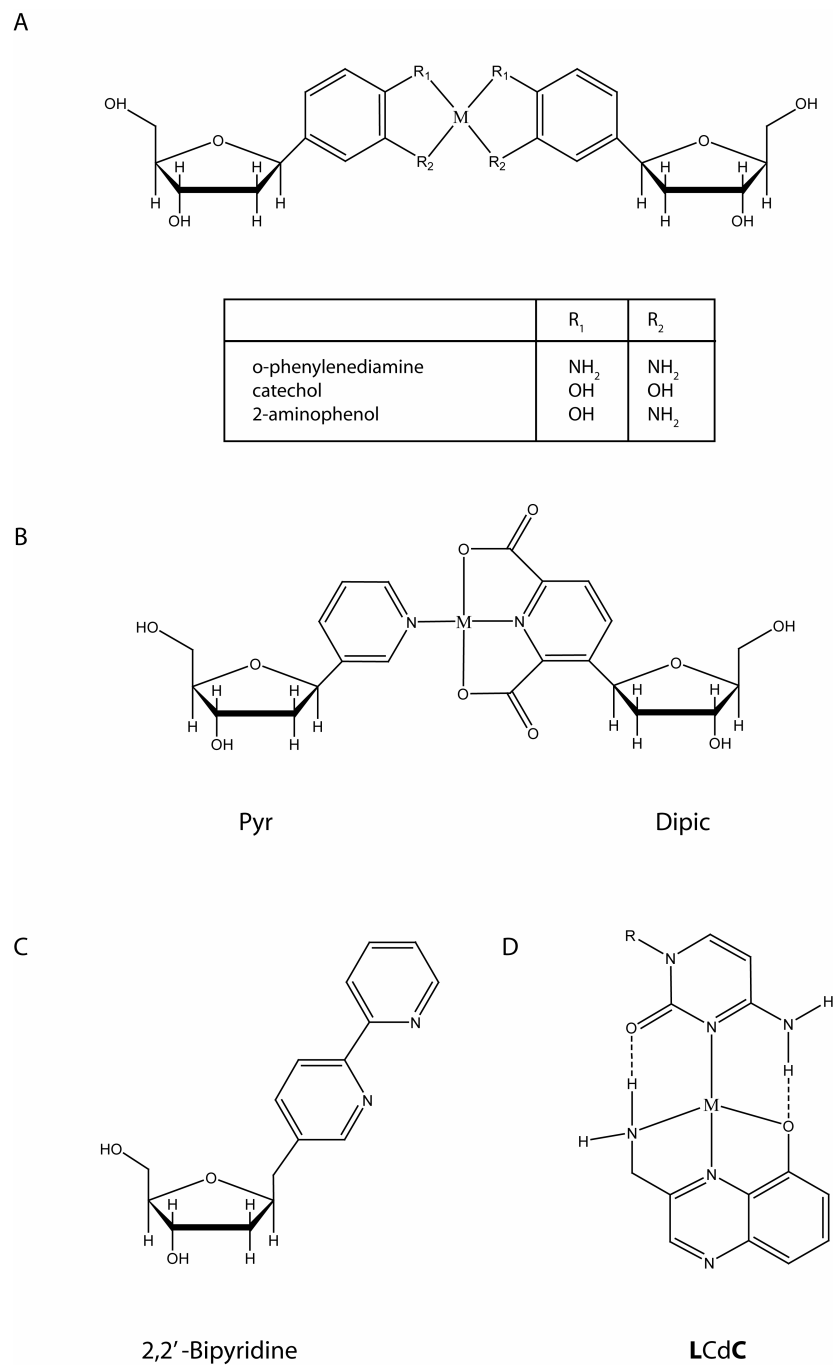 A
R1 R1
OH M OH
O O
R2 R2
H H H H
H H H H
OH H H OH
R1 R2
o-phenylenediamine NH2 NH2
catechol OH OH
2-aminophenol OH NH2
B
O
O
HO N M N OH
O O
O
H H H H
H H H H
OH H O H OH
Pyr Dipic
C D
R
N H
N O N N
H
H
N M
HO O H N O
N
H H
H H N
OH H
2,2′-Bipyridine LCdC